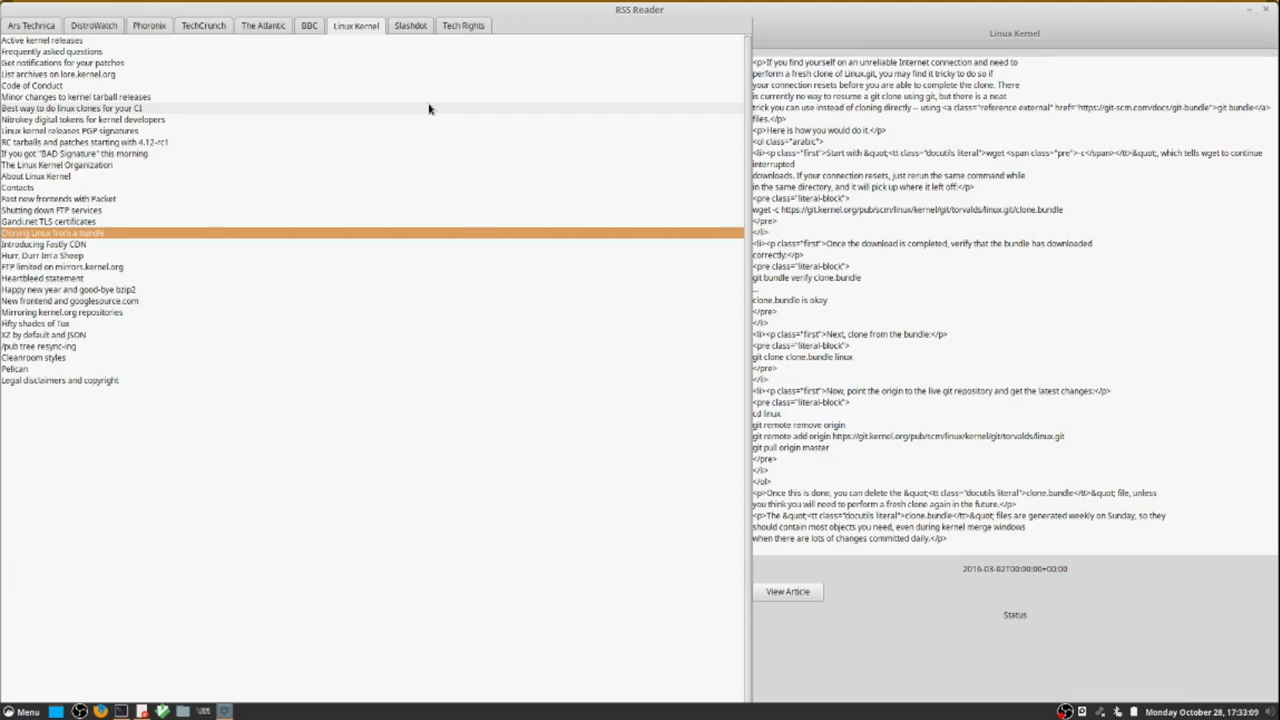 RSS Reader
Ars Technica
DistroWatch
Phoronix
TechCrunch
The Atlantic
BBC
Linux Kernel
Slashdot
Tech Rights
Active kernel releases
Frequently asked questions
Get notifications for your patches
List archives on lore.kernel.org
Code of Conduct
Minor changes to kernel tarball releases
Best way to do linux clones for your CI
Nitrokey digital tokens for kernel developers
Linux kernel releases PGP signatures
RC tarballs and patches starting with 4.12-rc1
If you got "BAD Signature" this morning
The Linux Kernel Organization
About Linux Kernel
Contacts
Fast new frontends with Packet
Shutting down FTP services
Gandi.net TLS certificates
Cloning Linux from a bundle
Introducing Fastly CDN
Hurr, Durr Im'a Sheep
FTP limited on mirrors.kernel.org
Heartbleed statement
Happy new year and good-bye bzip2
New frontend and googlesource.com
Mirroring kernel.org repositories
Fifty shades of Tux
XZ by default and JSON
/pub tree resync-ing
Cleanroom styles
Pelican
Legal disclaimers and copyright
Linux Kernel
<p>If you find yourself on an unreliable Internet connection and need to
perform a fresh clone of Linux.git, you may find it tricky to do so if
your connection resets before you are able to complete the clone. There
is currently no way to resume a git clone using git, but there is a neat
trick you can use instead of cloning directly -- using <a class="reference external" href="https://git-scm.com/docs/git-bundle">git bundle</a>
files.</p>
<p>Here is how you would do it.</p>
<ol class="arabic">
<li><p class="first">Start with &quot;<tt class="docutils literal">wget <span class="pre">-c</span></tt>&quot;, which tells wget to continue
interrupted
downloads. If your connection resets, just rerun the same command while
in the same directory, and it will pick up where it left off:</p>
<pre class="literal-block">
wget -c https://git.kernel.org/pub/scm/linux/kernel/git/torvalds/linux.git/clone.bundle
</pre>
</li>
<li><p class="first">Once the download is completed, verify that the bundle has downloaded
correctly:</p>
<pre class="literal-block">
git bundle verify clone.bundle
...
clone.bundle is okay
</pre>
</li>
<li><p class="first">Next, clone from the bundle:</p>
<pre class="literal-block">
git clone clone.bundle linux
</pre>
</li>
<li><p class="first">Now, point the origin to the live git repository and get the latest changes:</p>
<pre class="literal-block">
cd linux
git remote remove origin
git remote add origin https://git.kernel.org/pub/scm/linux/kernel/git/torvalds/linux.git
git pull origin master
</pre>
</li>
</ol>
<p>Once this is done, you can delete the &quot;<tt class="docutils literal">clone.bundle</tt>&quot; file, unless
you think you will need to perform a fresh clone again in the future.</p>
<p>The &quot;<tt class="docutils literal">clone.bundle</tt>&quot; files are generated weekly on Sunday, so they
should contain most objects you need, even during kernel merge windows
when there are lots of changes committed daily.</p>
2016-03-02T00:00:00+00:00
View Article
Status
Menu
Monday October 28, 17:33:09